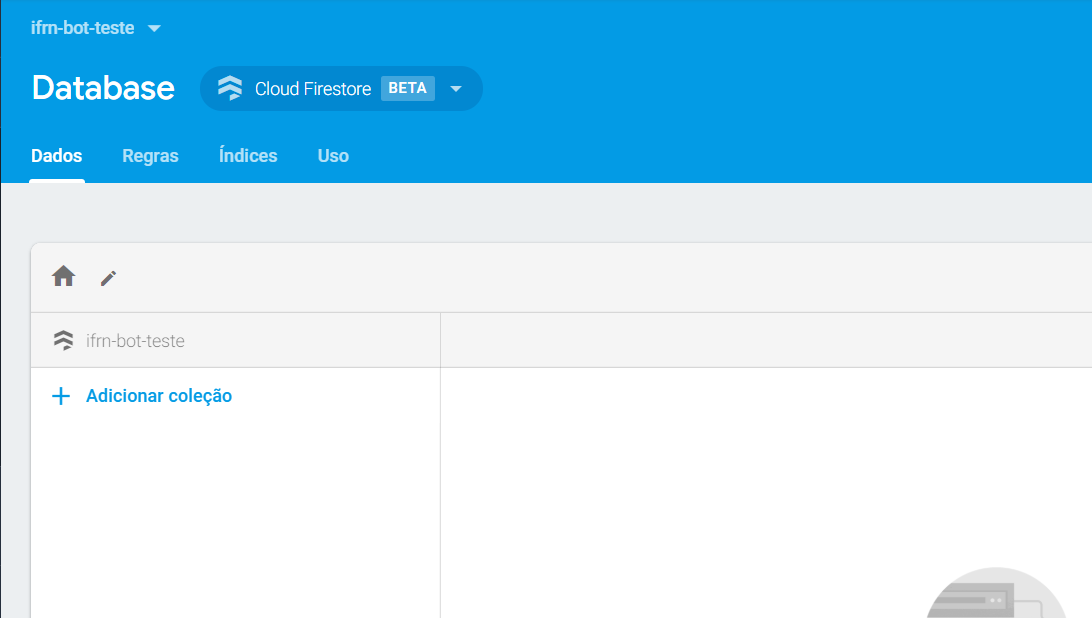 ifrn-bot-teste
Database Cloud Firestore BETA
Dados Regras Índices Uso
ifrn-bot-teste
Adicionar coleção